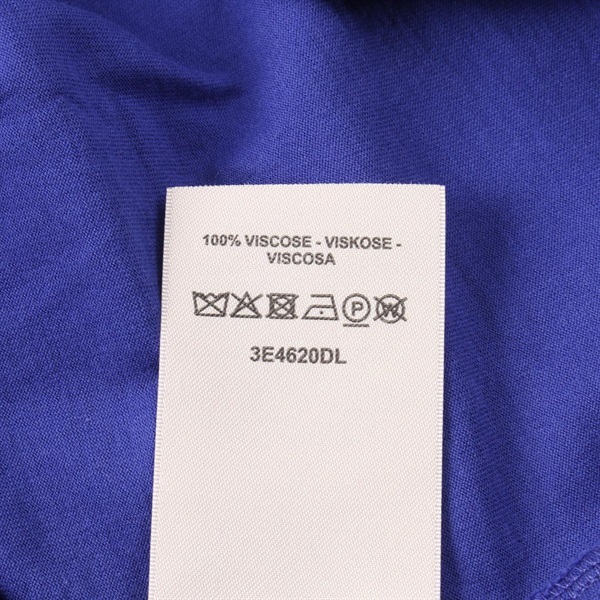 100% VISCOSE - VISKOSE -
VISCOSA
P W
3E4620DL